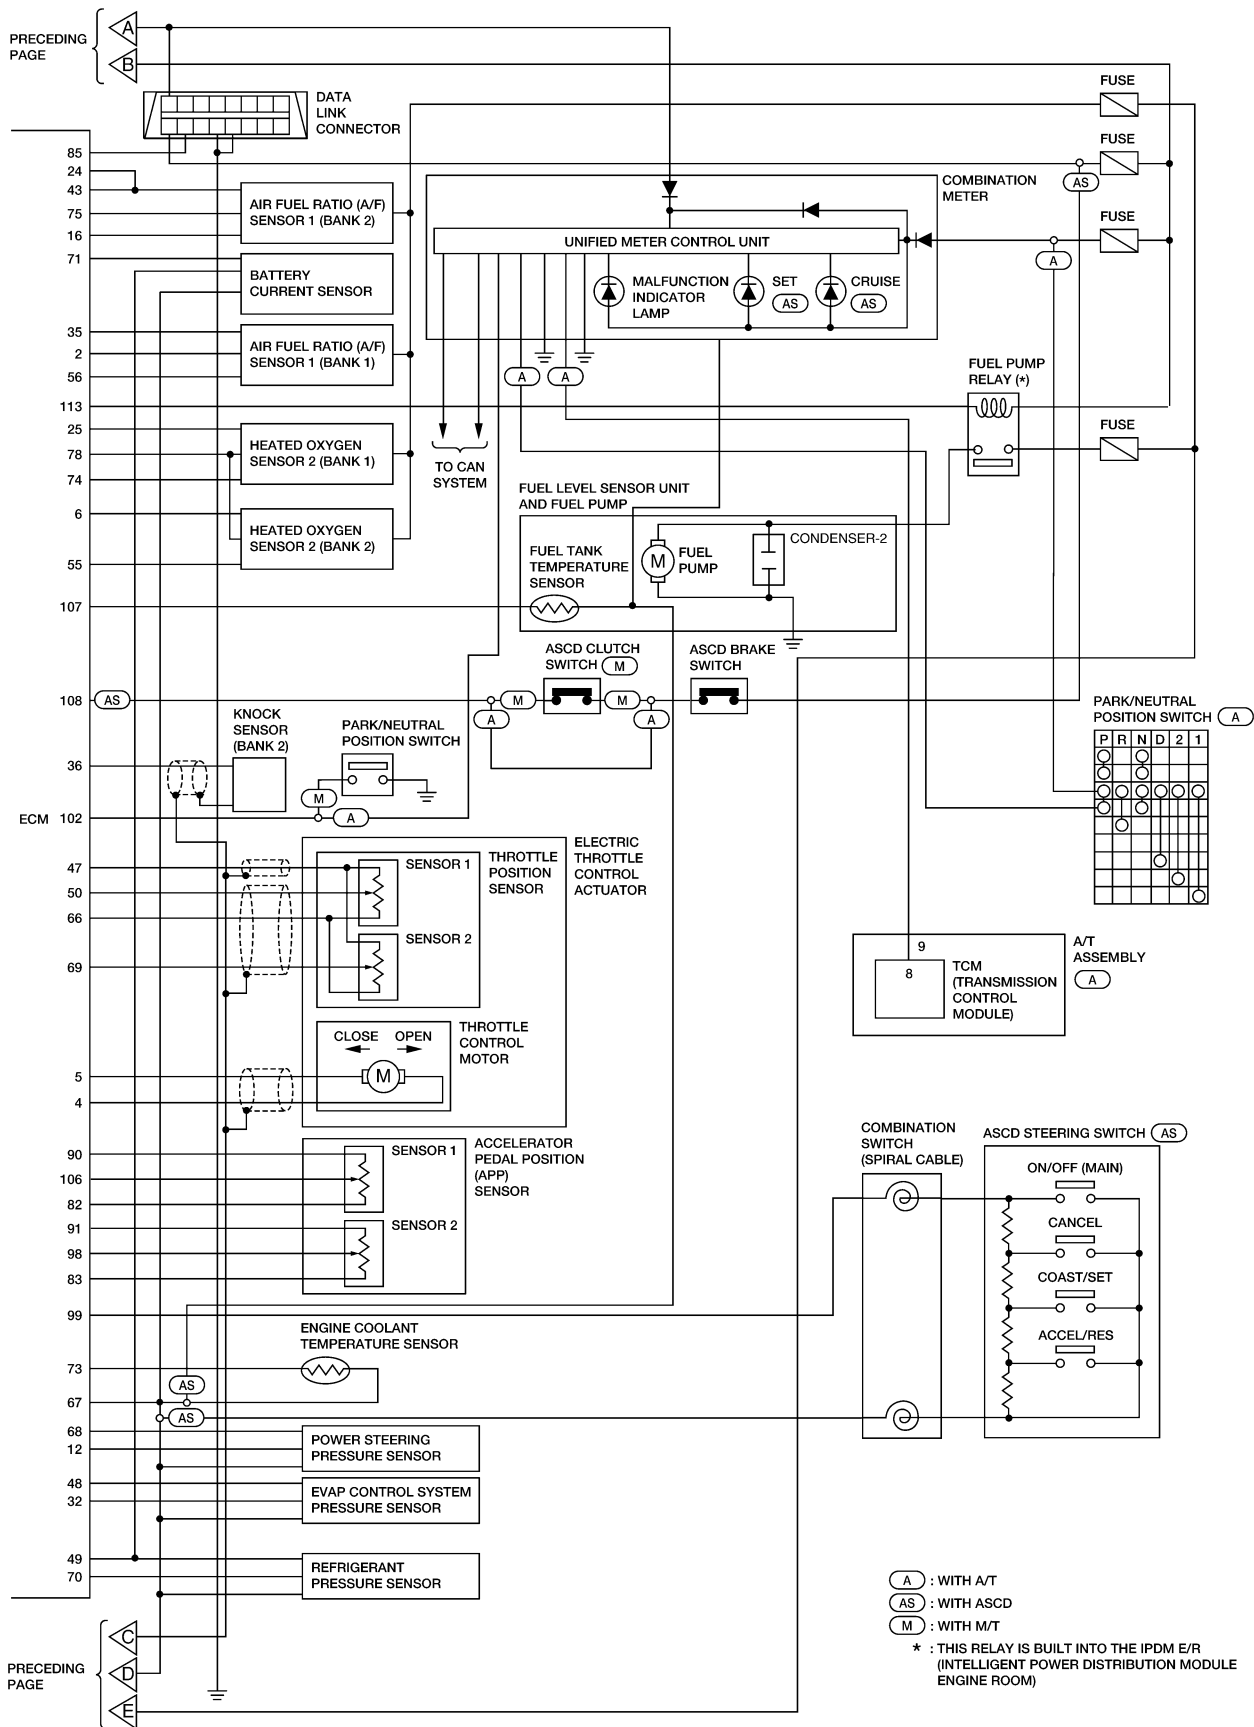 PRECEDING
PAGE
A
B
DATA
LINK
CONNECTOR
FUSE
FUSE
AS
FUSE
A
COMBINATION
METER
UNIFIED METER CONTROL UNIT
MALFUNCTION
INDICATOR
LAMP
SET
AS
CRUISE
AS
85
24
43
75
16
71
35
2
56
113
25
78
74
6
55
107
108
AS
36
ECM 102
47
50
66
69
5
4
90
106
82
91
98
83
99
73
67
68
12
48
32
49
70
AIR FUEL RATIO (A/F)
SENSOR 1 (BANK 2)
BATTERY
CURRENT SENSOR
AIR FUEL RATIO (A/F)
SENSOR 1 (BANK 1)
HEATED OXYGEN
SENSOR 2 (BANK 1)
HEATED OXYGEN
SENSOR 2 (BANK 2)
A
A
TO CAN
SYSTEM
FUEL PUMP
RELAY (*)
FUSE
FUEL LEVEL SENSOR UNIT
AND FUEL PUMP
FUEL TANK
TEMPERATURE
SENSOR
M
FUEL
PUMP
CONDENSER-2
ASCD CLUTCH
SWITCH M
M
M
A
A
ASCD BRAKE
SWITCH
KNOCK
SENSOR
(BANK 2)
PARK/NEUTRAL
POSITION SWITCH
M
A
PARK/NEUTRAL
POSITION SWITCH A
P R N D 2 1
ELECTRIC
THROTTLE
CONTROL
ACTUATOR
THROTTLE
POSITION
SENSOR
SENSOR 1
SENSOR 2
THROTTLE
CONTROL
MOTOR
CLOSE OPEN
M
9
8
TCM
(TRANSMISSION
CONTROL
MODULE)
A/T
ASSEMBLY
A
ACCELERATOR
PEDAL POSITION
(APP)
SENSOR
SENSOR 1
SENSOR 2
COMBINATION
SWITCH
(SPIRAL CABLE)
ASCD STEERING SWITCH AS
ON/OFF (MAIN)
CANCEL
COAST/SET
ACCEL/RES
ENGINE COOLANT
TEMPERATURE SENSOR
AS
AS
POWER STEERING
PRESSURE SENSOR
EVAP CONTROL SYSTEM
PRESSURE SENSOR
REFRIGERANT
PRESSURE SENSOR
PRECEDING
PAGE
C
D
E
A : WITH A/T
AS : WITH ASCD
M : WITH M/T
* : THIS RELAY IS BUILT INTO THE IPDM E/R
(INTELLIGENT POWER DISTRIBUTION MODULE
ENGINE ROOM)